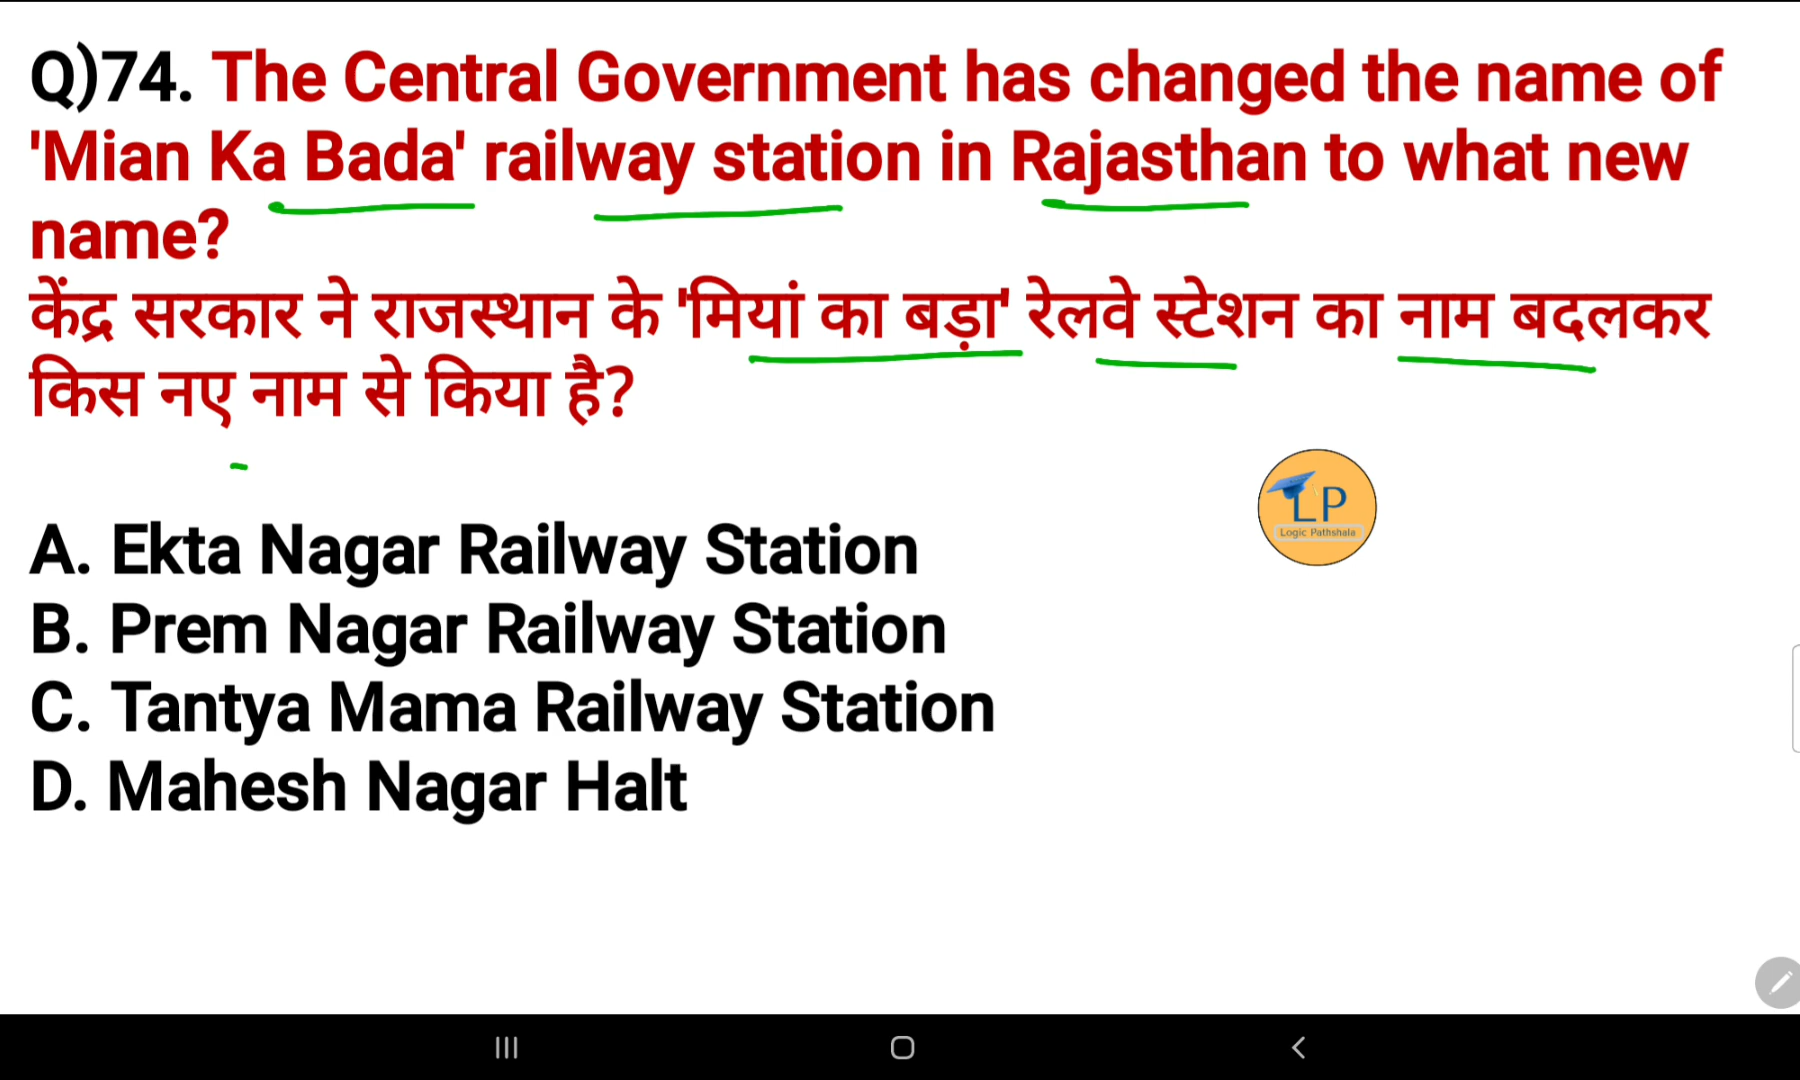 Q)74. The Central Government has changed the name of
'Mian Ka Bada' railway station in Rajasthan to what new
name?
केंद्र सरकार ने राजस्थान के 'मियां का बड़ा' रेलवे स्टेशन का नाम बदलकर
किस नए नाम से किया है?
LP
Logic Pathshala
A. Ekta Nagar Railway Station
B. Prem Nagar Railway Station
C. Tantya Mama Railway Station
D. Mahesh Nagar Halt